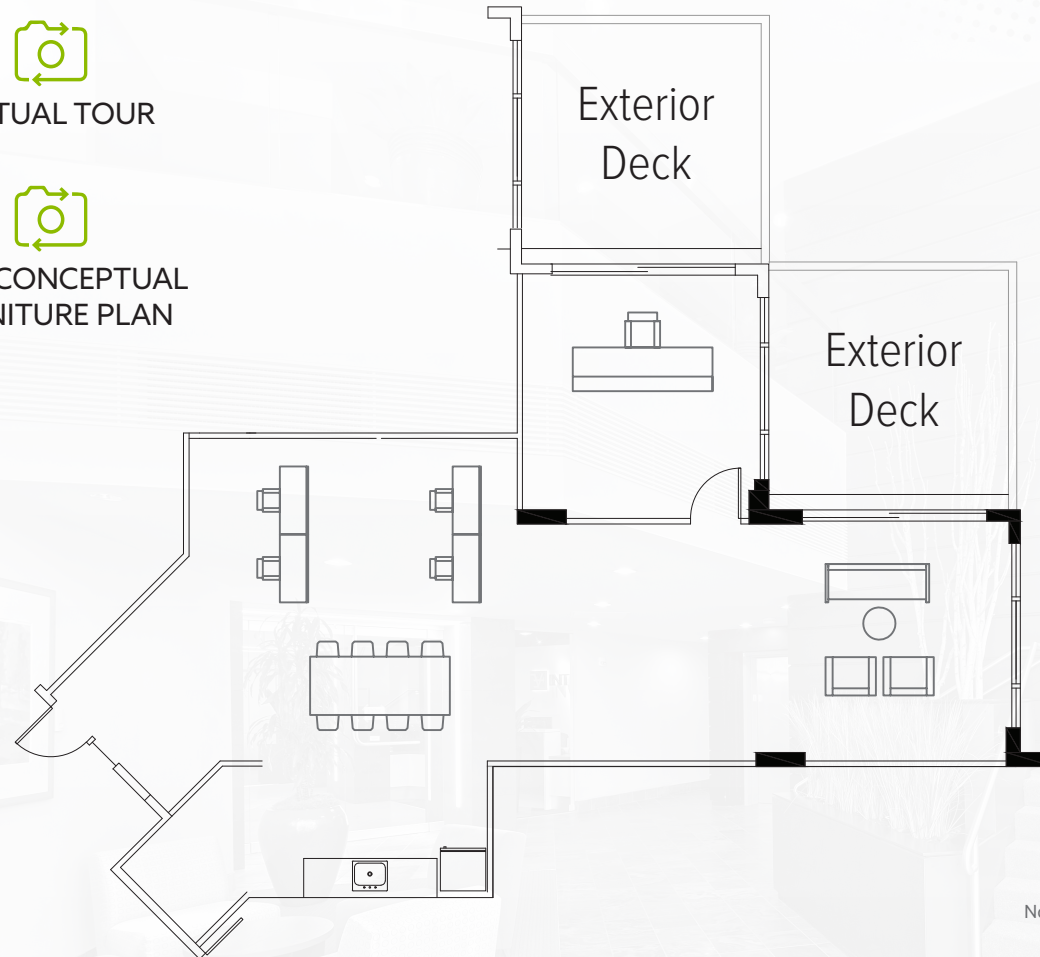 TUAL TOUR
CONCEPTUAL
NITURE PLAN
Exterior
Deck
Exterior
Deck